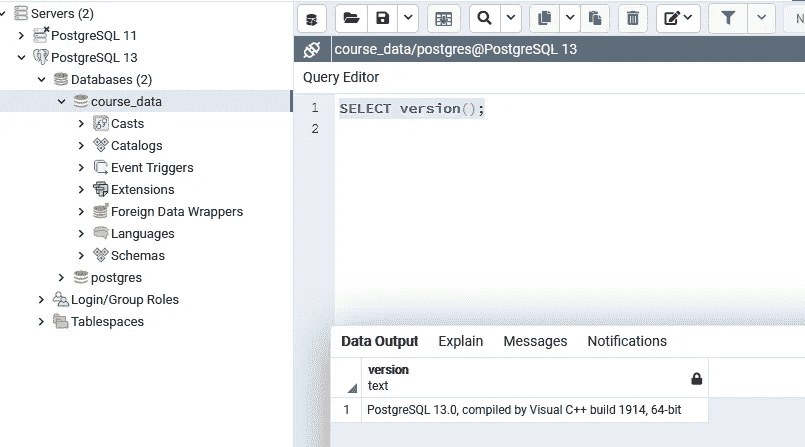 Servers (2)
PostgreSQL 11
PostgreSQL 13
Databases (2)
course_data
Casts
Catalogs
Event Triggers
Extensions
Foreign Data Wrappers
Languages
Schemas
postgres
Login/Group Roles
Tablespaces
course_data/postgres@PostgreSQL 13
Query Editor
1 SELECT version();
2
Data Output Explain Messages Notifications
version
text
1 PostgreSQL 13.0, compiled by Visual C++ build 1914, 64-bit